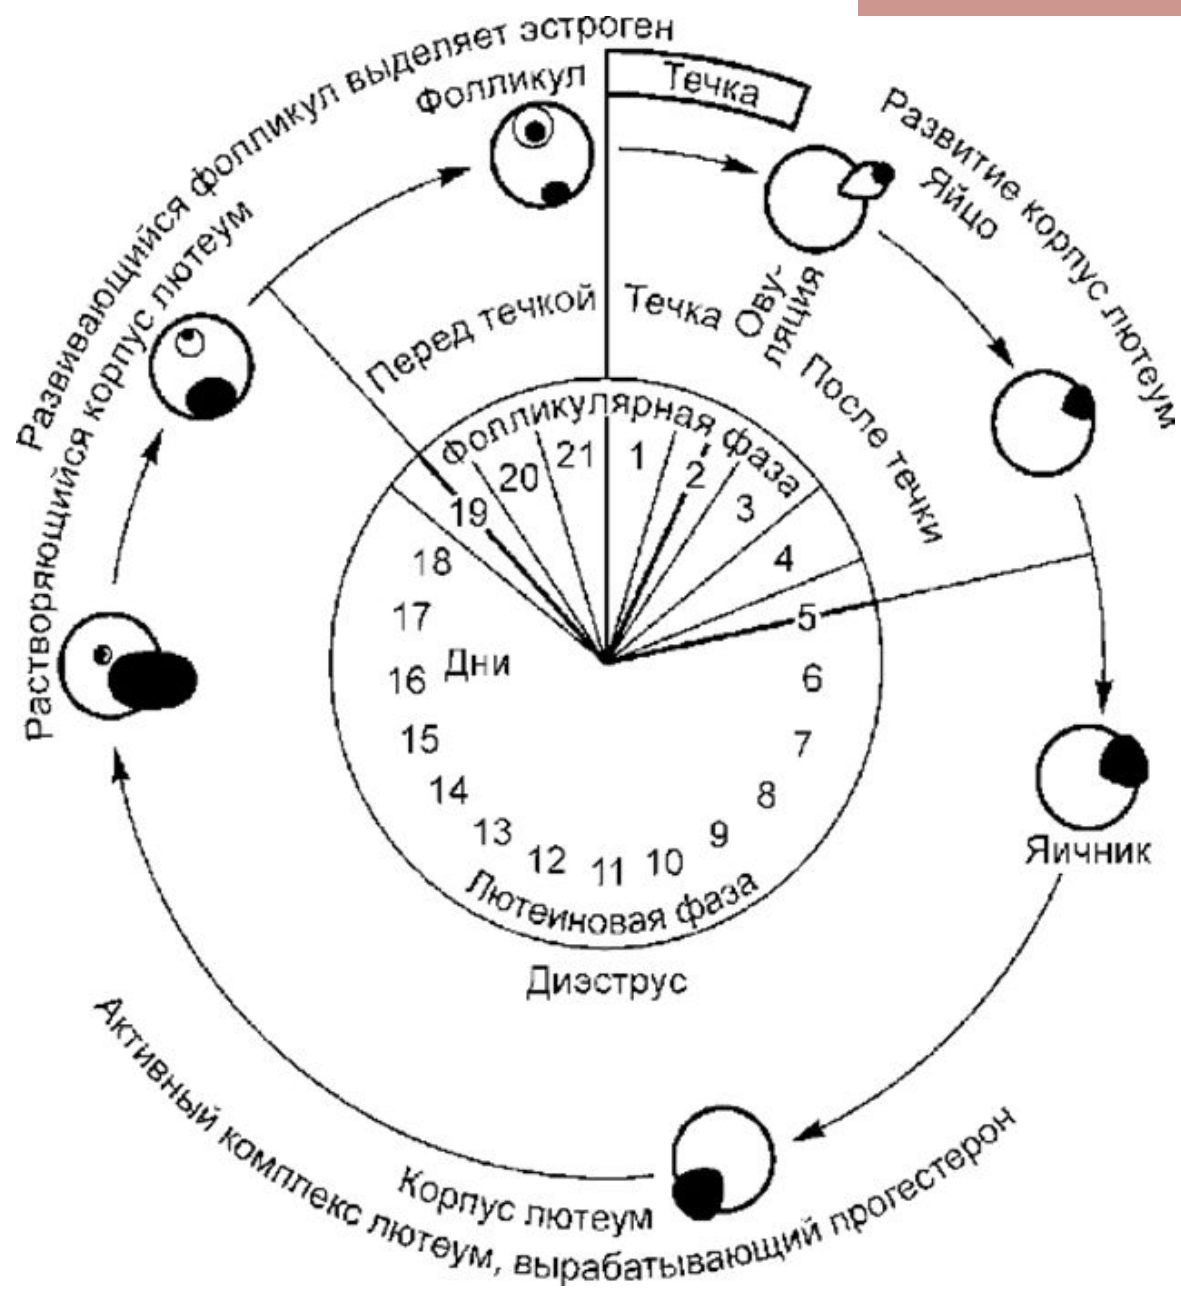 Развивающийся фолликул выделяет эстроген
Фолликул
Течка
Развитие корпус лютеум
Яйцо
Растворяющийся корпус лютеум
Перед течкой
Течка
Ову-
ляция
После течки
Фолликулярная фаза
1
2
3
4
5
6
7
8
9
10
11
12
13
14
15
16
17
18
19
20
21
Дни
Лютеиновая фаза
Диэструс
Яичник
Корпус лютеум
Активный комплекс лютеум, вырабатывающий прогестерон